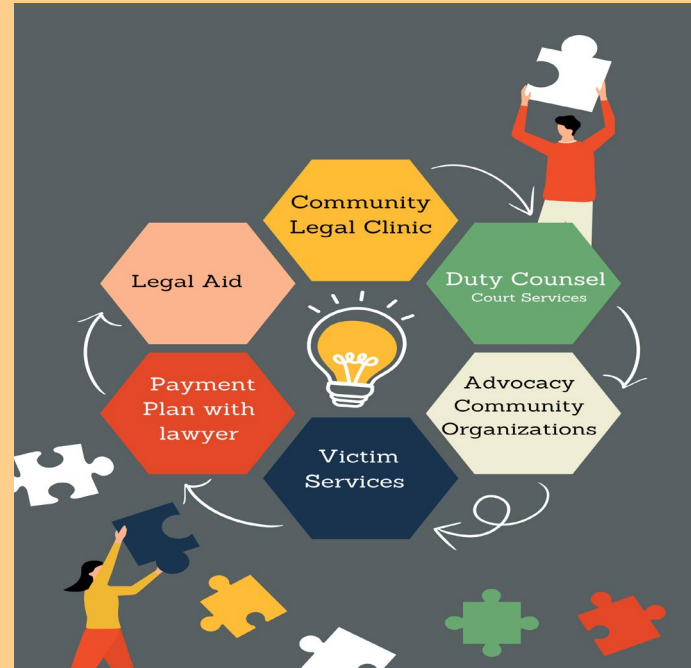 Community
Legal Clinic
Duty Counsel
Court Services
Advocacy
Community
Organizations
Victim
Services
Payment
Plan with
lawyer
Legal Aid